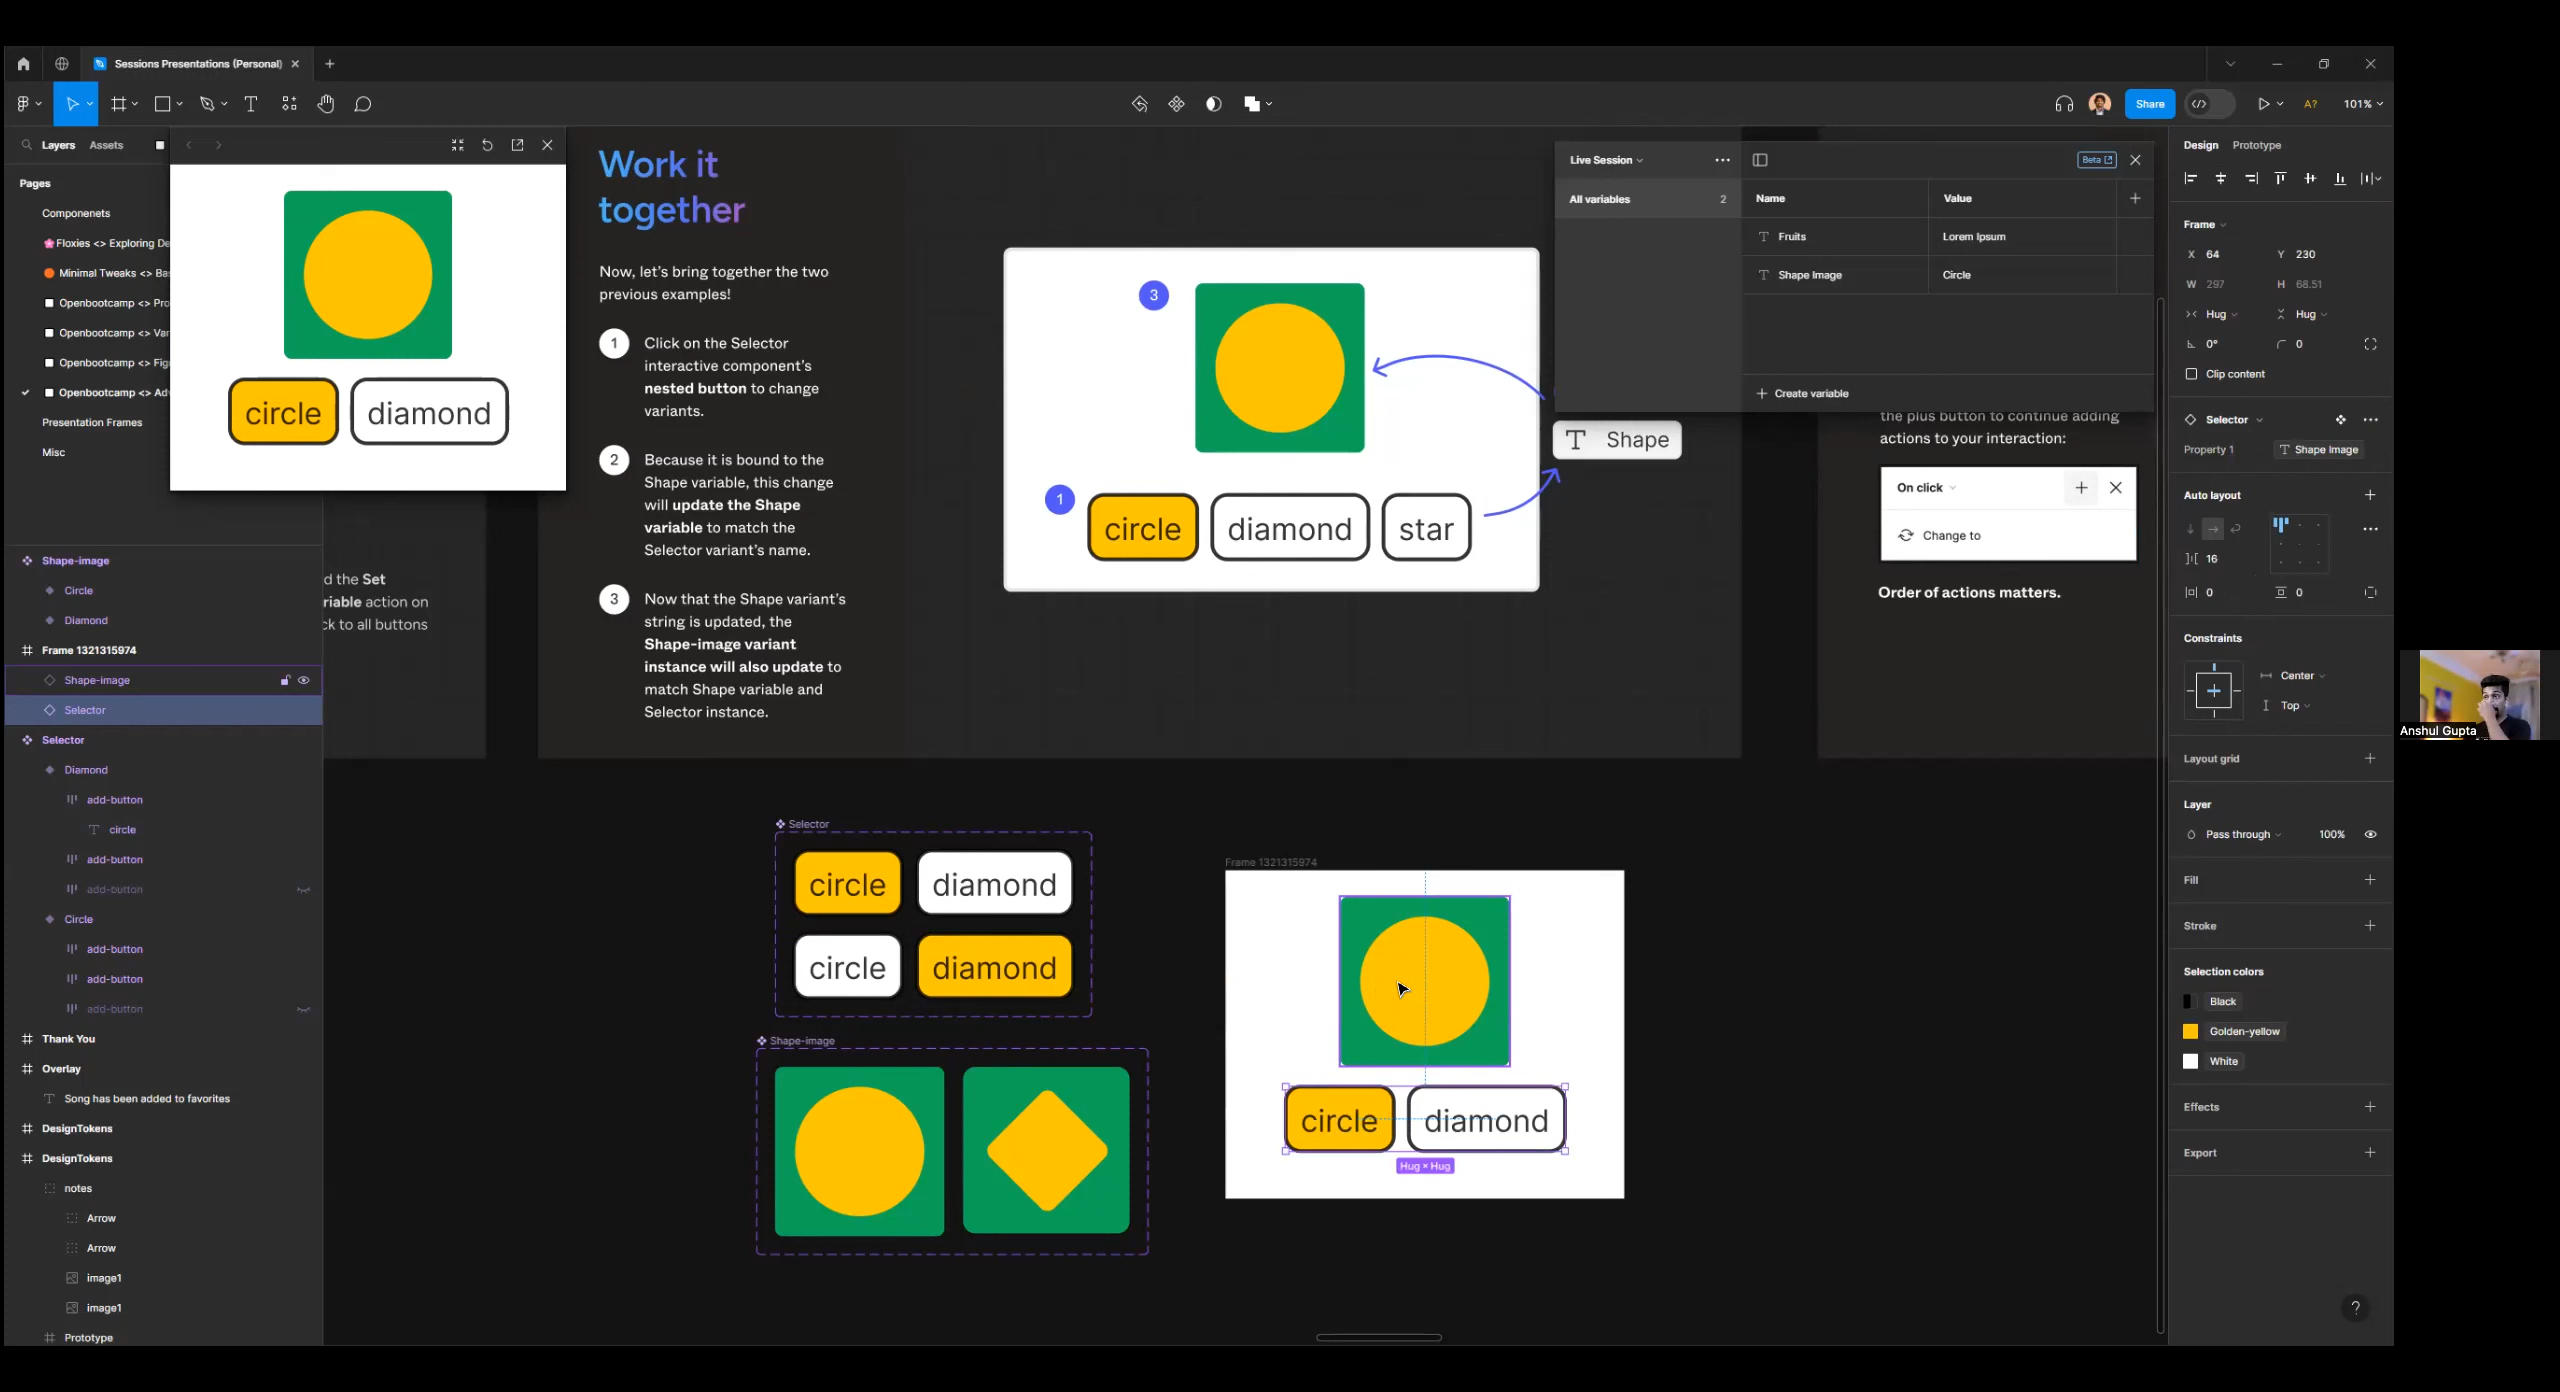 Sessions Presentations (Personal)
Share
A?
101%
Layers
Assets
Pages
Componenets
Floxies <> Exploring De
Minimal Tweaks <> Bas
Openbootcamp <> Pro
Openbootcamp <> Var
Openbootcamp <> Fig
Openbootcamp <> Adv
Presentation Frames
Misc
circle
diamond
Shape-image
Circle
Diamond
Frame 1321315974
Shape-image
Selector
Selector
Diamond
add-button
circle
add-button
add-button
Circle
add-button
add-button
add-button
Thank You
Overlay
Song has been added to favorites
DesignTokens
DesignTokens
notes
Arrow
Arrow
image1
image1
Prototype
d the Set
riable action on
ck to all buttons
Work it
together
Now, let's bring together the two
previous examples!
1
Click on the Selector
interactive component's
nested button to change
variants.
2
Because it is bound to the
Shape variable, this change
will update the Shape
variable to match the
Selector variant's name.
3
Now that the Shape variant's
string is updated, the
Shape-image variant
instance will also update to
match Shape variable and
Selector instance.
3
1
circle
diamond
star
Shape
Live Session
Beta
All variables
2
Name
Value
Fruits
Lorem Ipsum
Shape Image
Circle
Create variable
the plus button to continue adding
actions to your interaction:
On click
Change to
Order of actions matters.
Selector
circle
diamond
circle
diamond
Shape-image
Frame 1321315974
circle
diamond
Hug × Hug
Design
Prototype
Frame
X 64
Y 230
W 297
H 68.51
Hug
Hug
0°
0
Clip content
Selector
Property 1
Shape Image
Auto layout
16
0
0
Constraints
Center
Top
Layout grid
Layer
Pass through
100%
Fill
Stroke
Selection colors
Black
Golden-yellow
White
Effects
Export
?
Anshul Gupta